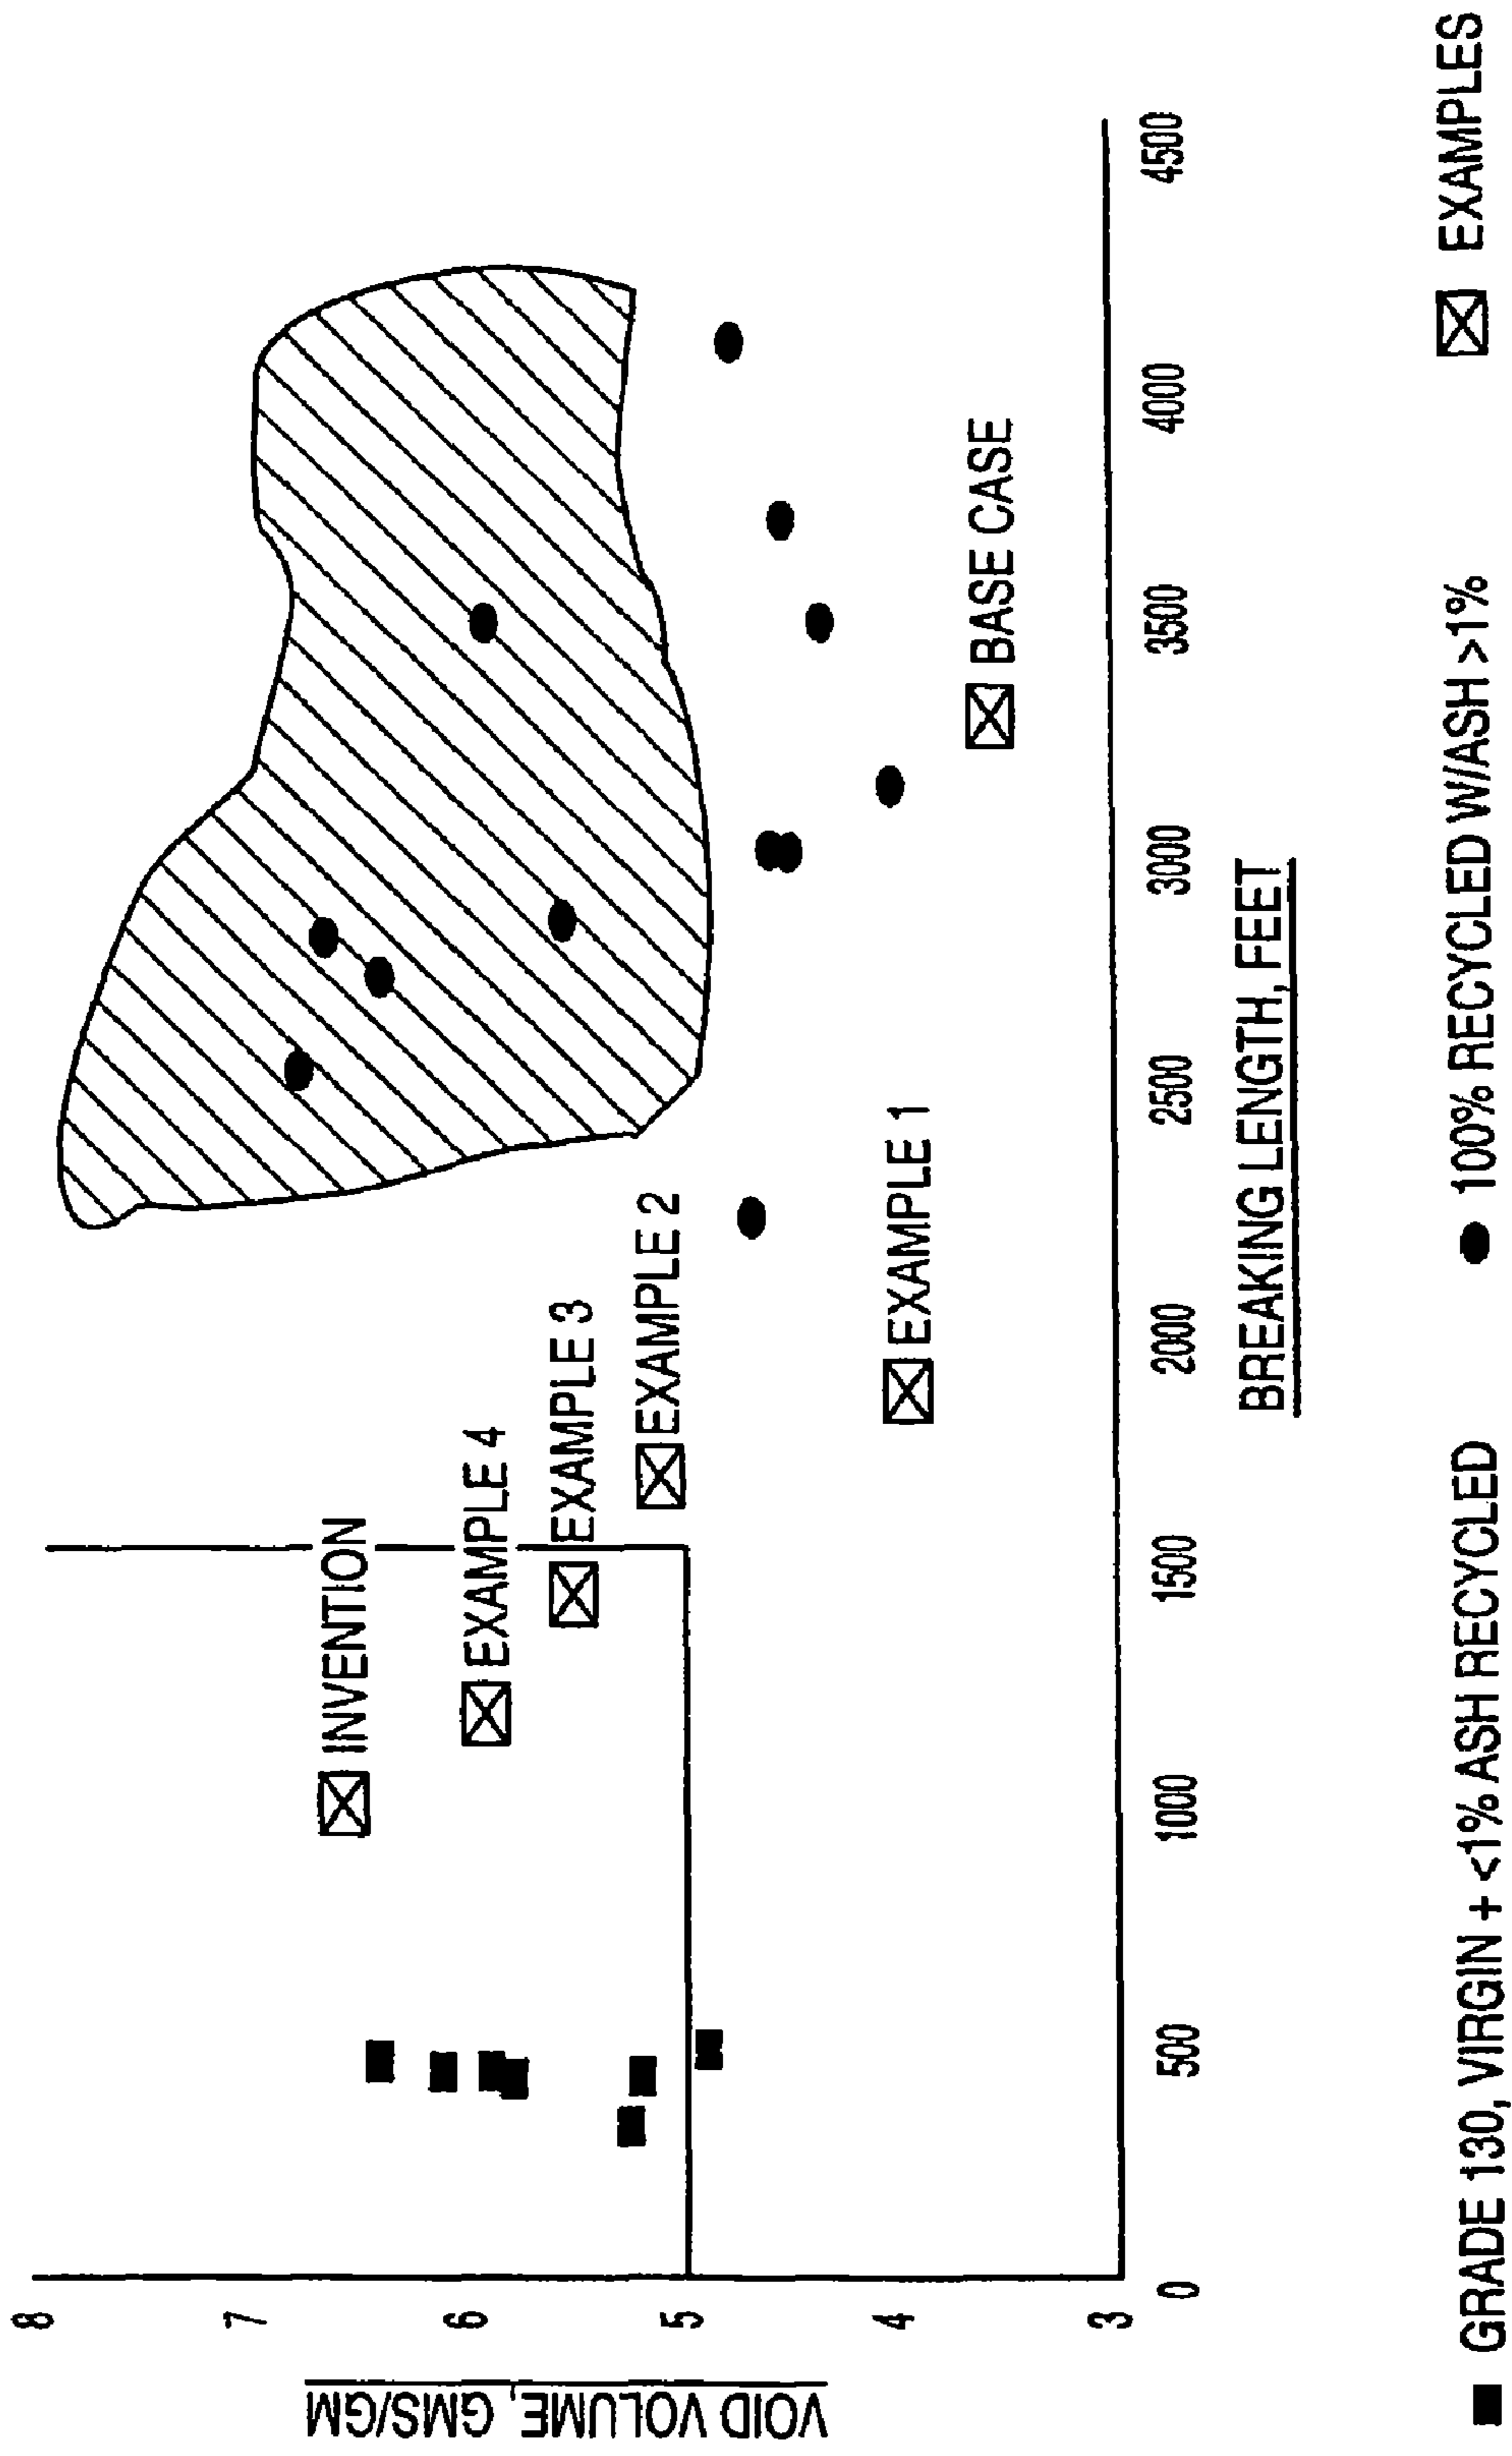 VOID VOLUME, GMS/GM
8
7
6
5
4
3
INVENTION
EXAMPLE 4
EXAMPLE 3
EXAMPLE 2
EXAMPLE 1
BASE CASE
0 500 1000 1500 2000 2500 3000 3500 4000 4500
BREAKING LENGTH, FEET
GRADE 130, VIRGIN + <1% ASH RECYCLED
100% RECYCLED W/ASH >1%
EXAMPLES